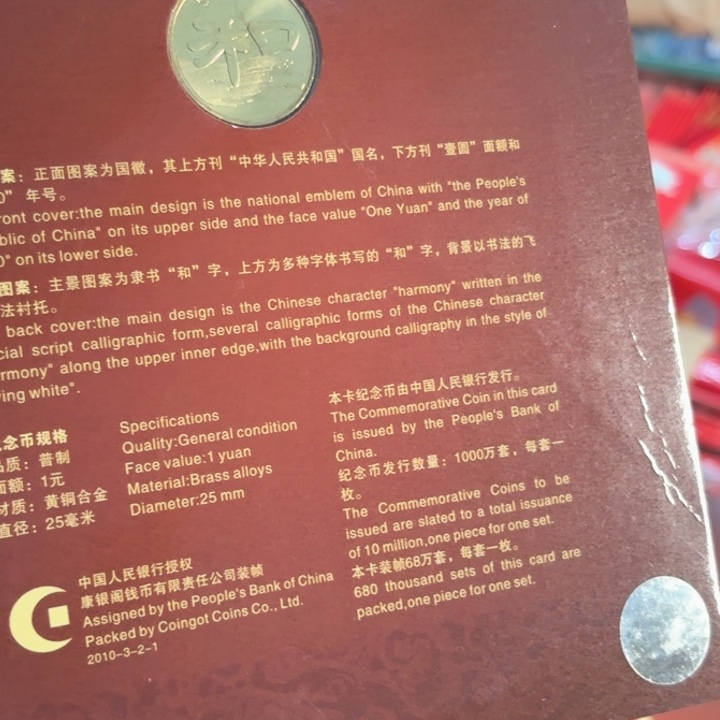 和
案：正面图案为国徽，其上方刊“中华人民共和国”国名，下方刊“壹圆”面额和
0”年号。
ront cover:the main design is the national emblem of China with "the People's
blic of China" on its upper side and the face value "One Yuan" and the year of
0" on its lower side.
图案：主景图案为隶书“和”字，上方为多种字体书写的“和”字，背景以书法的飞
法衬托。
back cover:the main design is the Chinese character "harmony" written in the
cial script calligraphic form,several calligraphic forms of the Chinese character
rmony" along the upper inner edge,with the background calligraphy in the style of
ying white".
念币规格
品质：普制
面额：1元
材质：黄铜合金
直径：25毫米
Specifications
Quality:General condition
Face value:1 yuan
Material:Brass alloys
Diameter:25 mm
本卡纪念币由中国人民银行发行。
The Commemorative Coin in this card
is issued by the People's Bank of
China.
纪念币发行数量：1000万套，每套一
枚。
The Commemorative Coins to be
issued are slated to a total issuance
of 10 million,one piece for one set.
本卡装帧68万套，每套一枚。
680 thousand sets of this card are
packed,one piece for one set.
中国人民银行授权
康银阁钱币有限责任公司装帧
Assigned by the People's Bank of China
Packed by Coingot Coins Co., Ltd.
2010-3-2-1